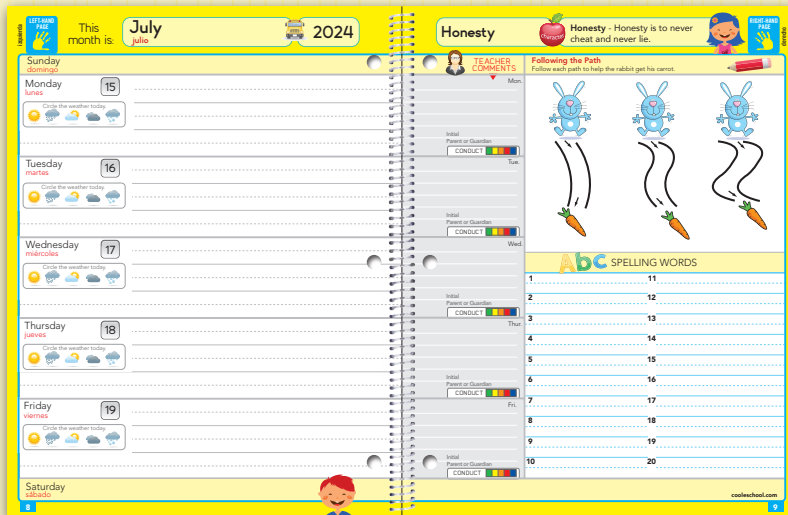 izquierda
LEFT-HAND
PAGE
This
month is:
July
julio
2024
Sunday
domingo
Monday
lunes
15
Circle the weather today.
Tuesday
martes
16
Circle the weather today.
Wednesday
miércoles
17
Circle the weather today.
Thursday
jueves
18
Circle the weather today.
Friday
viernes
19
Circle the weather today.
Saturday
sábado
8
Honesty
CHARACTER
Honesty - Honesty is to never
cheat and never lie.
RIGHT-HAND
PAGE
derecha
TEACHER
COMMENTS
Mon.
Initial
Parent or Guardian
CONDUCT
Tue.
Initial
Parent or Guardian
CONDUCT
Wed.
Initial
Parent or Guardian
CONDUCT
Thur.
Initial
Parent or Guardian
CONDUCT
Fri.
Initial
Parent or Guardian
CONDUCT
Following the Path
Follow each path to help the rabbit get his carrot.
Abc SPELLING WORDS
1 11
2 12
3 13
4 14
5 15
6 16
7 17
8 18
9 19
10 20
cooleschool.com
9